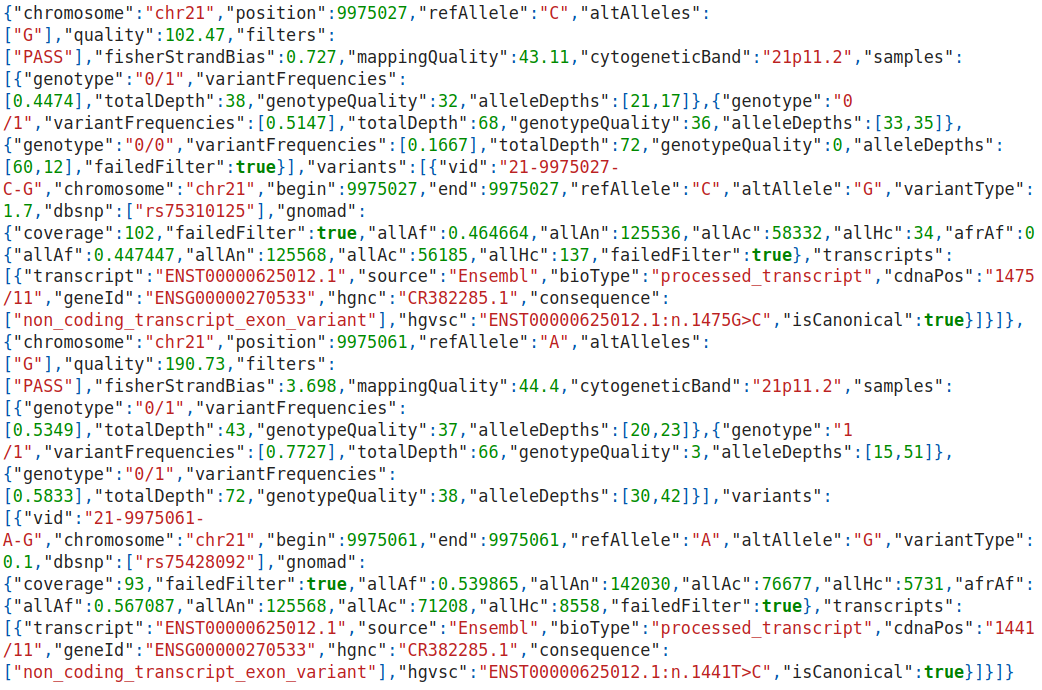 {"chromosome":"chr21","position":9975027,"refAllele":"C","altAlleles":
["G"],"quality":102.47,"filters":
["PASS"],"fisherStrandBias":0.727,"mappingQuality":43.11,"cytogeneticBand":"21p11.2","samples":
[{"genotype":"0/1","variantFrequencies":
[0.4474],"totalDepth":38,"genotypeQuality":32,"alleleDepths":[21,17]},{"genotype":"0
/1","variantFrequencies":[0.5147],"totalDepth":68,"genotypeQuality":36,"alleleDepths":[33,35]},
{"genotype":"0/0","variantFrequencies":[0.1667],"totalDepth":72,"genotypeQuality":0,"alleleDepths":
[60,12],"failedFilter":true}],"variants":[{"vid":"21-9975027-
C-G","chromosome":"chr21","begin":9975027,"end":9975027,"refAllele":"C","altAllele":"G","variantType":
1.7,"dbsnp":["rs75310125"],"gnomad":
{"coverage":102,"failedFilter":true,"allAf":0.464664,"allAn":125536,"allAc":58332,"allHc":34,"afrAf":0
{"allAf":0.447447,"allAn":125568,"allAc":56185,"allHc":137,"failedFilter":true},"transcripts":
[{"transcript":"ENST00000625012.1","source":"Ensembl","bioType":"processed_transcript","cdnaPos":"1475
/11","geneId":"ENSG00000270533","hgnc":"CR382285.1","consequence":
["non_coding_transcript_exon_variant"],"hgvsc":"ENST00000625012.1:n.1475G>C","isCanonical":true}]}]},
{"chromosome":"chr21","position":9975061,"refAllele":"A","altAlleles":
["G"],"quality":190.73,"filters":
["PASS"],"fisherStrandBias":3.698,"mappingQuality":44.4,"cytogeneticBand":"21p11.2","samples":
[{"genotype":"0/1","variantFrequencies":
[0.5349],"totalDepth":43,"genotypeQuality":37,"alleleDepths":[20,23]},{"genotype":"1
/1","variantFrequencies":[0.7727],"totalDepth":66,"genotypeQuality":3,"alleleDepths":[15,51]},
{"genotype":"0/1","variantFrequencies":
[0.5833],"totalDepth":72,"genotypeQuality":38,"alleleDepths":[30,42]}],"variants":
[{"vid":"21-9975061-
A-G","chromosome":"chr21","begin":9975061,"end":9975061,"refAllele":"A","altAllele":"G","variantType":
0.1,"dbsnp":["rs75428092"],"gnomad":
{"coverage":93,"failedFilter":true,"allAf":0.539865,"allAn":142030,"allAc":76677,"allHc":5731,"afrAf":
{"allAf":0.567087,"allAn":125568,"allAc":71208,"allHc":8558,"failedFilter":true},"transcripts":
[{"transcript":"ENST00000625012.1","source":"Ensembl","bioType":"processed_transcript","cdnaPos":"1441
/11","geneId":"ENSG00000270533","hgnc":"CR382285.1","consequence":
["non_coding_transcript_exon_variant"],"hgvsc":"ENST00000625012.1:n.1441T>C","isCanonical":true}]}]}